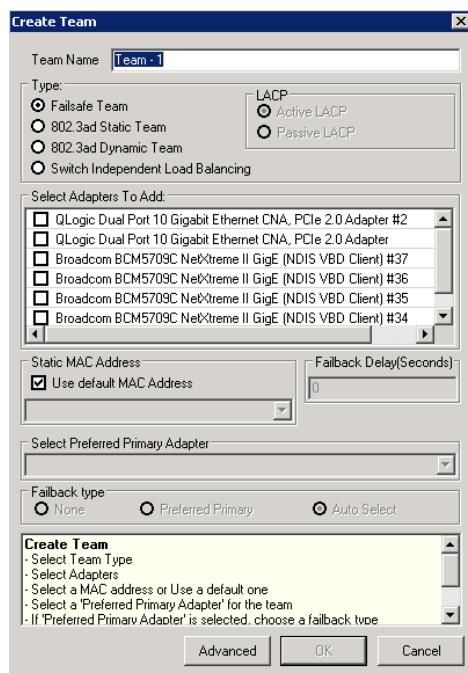 Create Team
Team Name Team - 1
Type:
Failsafe Team
802.3ad Static Team
802.3ad Dynamic Team
Switch Independent Load Balancing
LACP
Active LACP
Passive LACP
Select Adapters To Add:
QLogic Dual Port 10 Gigabit Ethernet CNA, PCIe 2.0 Adapter #2
QLogic Dual Port 10 Gigabit Ethernet CNA, PCIe 2.0 Adapter
Broadcom BCM5709C NetXtreme II GigE (NDIS VBD Client) #37
Broadcom BCM5709C NetXtreme II GigE (NDIS VBD Client) #36
Broadcom BCM5709C NetXtreme II GigE (NDIS VBD Client) #35
Broadcom BCM5709C NetXtreme II GigE (NDIS VBD Client) #34
Static MAC Address
Use default MAC Address
Failback Delay(Seconds)
0
Select Preferred Primary Adapter
Failback type
None Preferred Primary Auto Select
Create Team
- Select Team Type
- Select Adapters
- Select a MAC address or Use a default one
- Select a 'Preferred Primary Adapter' for the team
- If 'Preferred Primary Adapter' is selected, choose a failback type
Advanced OK Cancel